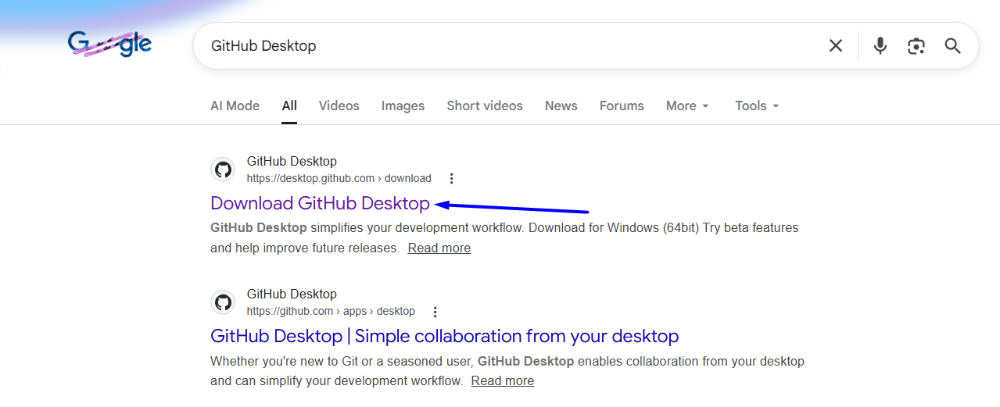 Google
GitHub Desktop
AI Mode All Videos Images Short videos News Forums More Tools
GitHub Desktop
https://desktop.github.com › download
Download GitHub Desktop
GitHub Desktop simplifies your development workflow. Download for Windows (64bit) Try beta features
and help improve future releases. Read more
GitHub Desktop
https://github.com › apps › desktop
GitHub Desktop | Simple collaboration from your desktop
Whether you're new to Git or a seasoned user, GitHub Desktop enables collaboration from your desktop
and can simplify your development workflow. Read more